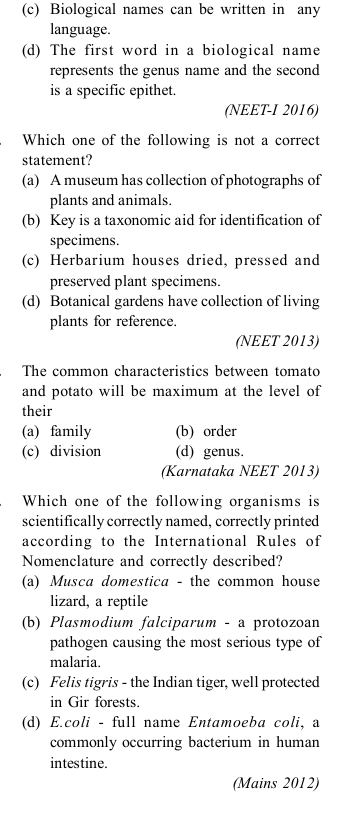 (c) Biological names can be written in any
language.
(d) The first word in a biological name
represents the genus name and the second
is a specific epithet.
(NEET-I 2016)
Which one of the following is not a correct
statement?
(a) A museum has collection of photographs of
plants and animals.
(b) Key is a taxonomic aid for identification of
specimens.
(c) Herbarium houses dried, pressed and
preserved plant specimens.
(d) Botanical gardens have collection of living
plants for reference.
(NEET 2013)
The common characteristics between tomato
and potato will be maximum at the level of
their
(a) family (b) order
(c) division (d) genus.
(Karnataka NEET 2013)
Which one of the following organisms is
scientifically correctly named, correctly printed
according to the International Rules of
Nomenclature and correctly described?
(a) Musca domestica - the common house
lizard, a reptile
(b) Plasmodium falciparum - a protozoan
pathogen causing the most serious type of
malaria.
(c) Felis tigris - the Indian tiger, well protected
in Gir forests.
(d) E.coli - full name Entamoeba coli, a
commonly occurring bacterium in human
intestine.
(Mains 2012)